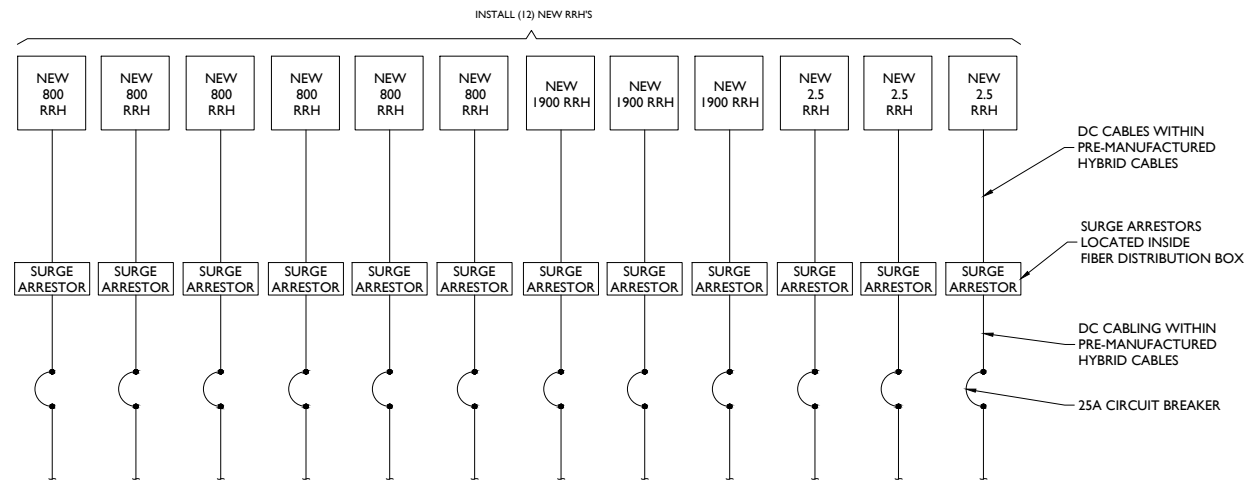 INSTALL (12) NEW RRH'S
NEW
800
RRH
NEW
800
RRH
NEW
800
RRH
NEW
800
RRH
NEW
800
RRH
NEW
800
RRH
NEW
1900 RRH
NEW
1900 RRH
NEW
1900 RRH
NEW
2.5
RRH
NEW
2.5
RRH
NEW
2.5
RRH
DC CABLES WITHIN
PRE-MANUFACTURED
HYBRID CABLES
SURGE ARRESTORS
LOCATED INSIDE
FIBER DISTRIBUTION BOX
SURGE
ARRESTOR
SURGE
ARRESTOR
SURGE
ARRESTOR
SURGE
ARRESTOR
SURGE
ARRESTOR
SURGE
ARRESTOR
SURGE
ARRESTOR
SURGE
ARRESTOR
SURGE
ARRESTOR
SURGE
ARRESTOR
SURGE
ARRESTOR
SURGE
ARRESTOR
DC CABLING WITHIN
PRE-MANUFACTURED
HYBRID CABLES
25A CIRCUIT BREAKER